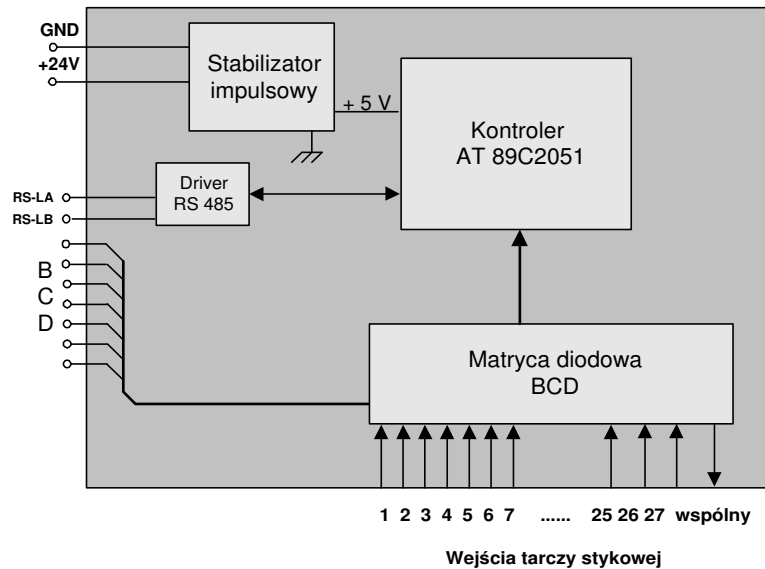 GND
+24V
Stabilizator
impulsowy
+ 5 V
Kontroler
AT 89C2051
Driver
RS 485
RS-LA
RS-LB
B
C
D
Matryca diodowa
BCD
1 2 3 4 5 6 7 ...... 25 26 27 wspólny
Wejścia tarczy stykowej